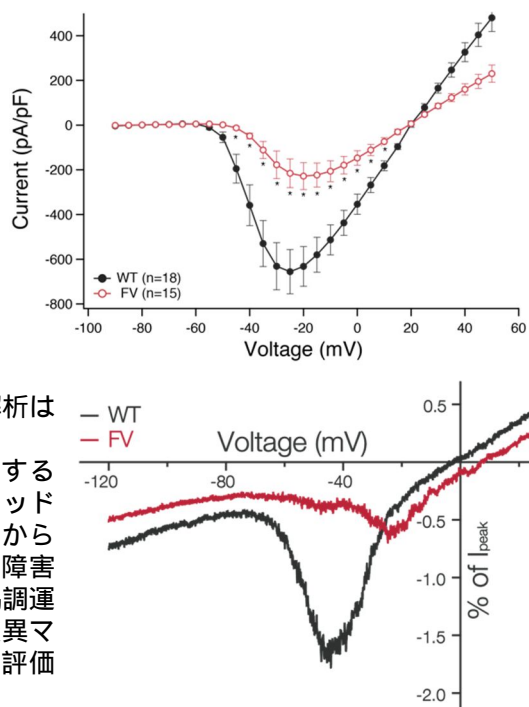 Current (pA/pF)
400
200
0
-200
-400
-600
-800
* * * * * * * * * * *
WT (n=18)
FV (n=15)
-100 -80 -60 -40 -20 0 20 40 60
Voltage (mV)
析は
する
ッド
から
障害
調運
異マ
評価
WT
FV
Voltage (mV)
-120 -80 -40
0.5
-0.5
-1.0
-1.5
-2.0
% of Ipeak